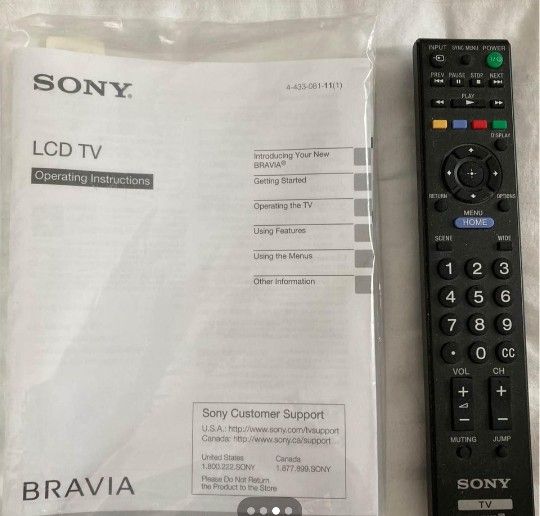 SONY
4-433-081-11(1)
LCD TV
Operating Instructions
Introducing Your New
BRAVIA®
Getting Started
Operating the TV
Using Features
Using the Menus
Other Information
Sony Customer Support
U.S.A.: http://www.sony.com/tvsupport
Canada: http://www.sony.ca/support
United States Canada
1.800.222.SONY 1.877.899.SONY
Please Do Not Return
the Product to the Store
BRAVIA
INPUT SYNC MENU POWER
PREV PAUSE STOP NEXT
PLAY
DISPLAY
RETURN OPTIONS
MENU
HOME
SCENE WIDE
1 2 3
4 5 6
7 8 9
• 0 CC
VOL CH
+ +
− −
MUTING JUMP
SONY
TV